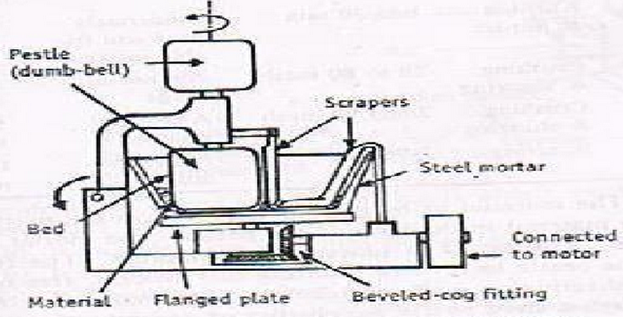 Pestle
(dumb-bell)
Scrapers
Steel mortar
Bed
Connected
to motor
Material
Flanged plate
Beveled-cog fitting